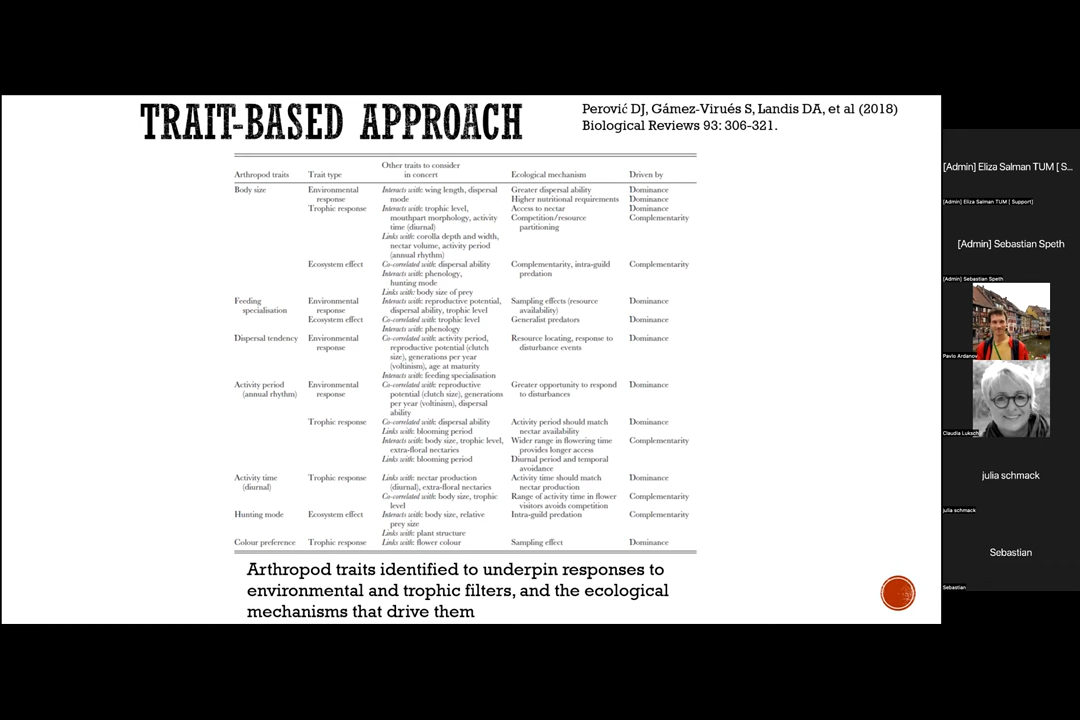 TRAIT-BASED APPROACH
Perović DJ, Gámez-Virués S, Landis DA, et al (2018)
Biological Reviews 93: 306-321.
Other traits to consider
Arthropod traits Trait type in concert Ecological mechanism Driven by
Body size Environmental Interacts with: wing length, dispersal Greater dispersal ability Dominance
response mode Higher nutritional requirements Dominance
Trophic response Interacts with: trophic level, Access to nectar Dominance
mouthpart morphology, activity Competition/resource Complementarity
time (diurnal) partitioning
Links with: corolla depth and width,
nectar volume, activity period
(annual rhythm)
Ecosystem effect Co-correlated with: dispersal ability Complementarity, intra-guild Complementarity
Interacts with: phenology, predation
hunting mode
Links with: body size of prey
Feeding Environmental Interacts with: reproductive potential, Sampling effects (resource Dominance
specialisation response dispersal ability, trophic level availability)
Ecosystem effect Co-correlated with: trophic level Generalist predators Dominance
Interacts with: phenology
Dispersal tendency Environmental Co-correlated with: activity period, Resource locating, response to Dominance
response reproductive potential (clutch disturbance events
size), generations per year
(voltinism), age at maturity
Interacts with: feeding specialisation
Activity period Environmental Co-correlated with: reproductive Greater opportunity to respond Dominance
(annual rhythm) response potential (clutch size), generations to disturbances
per year (voltinism), dispersal
ability
Trophic response Co-correlated with: dispersal ability Activity period should match Dominance
Links with: blooming period nectar availability
Interacts with: body size, trophic level, Wider range in flowering time Complementarity
extra-floral nectaries provides longer access
Links with: blooming period Diurnal period and temporal
avoidance
Activity time Trophic response Links with: nectar production Activity time should match Dominance
(diurnal) (diurnal), extra-floral nectaries nectar production
Co-correlated with: body size, trophic Range of activity time in flower Complementarity
level visitors avoids competition
Hunting mode Ecosystem effect Interacts with: body size, relative Intra-guild predation Complementarity
prey size
Links with: plant structure
Colour preference Trophic response Links with: flower colour Sampling effect Dominance
Arthropod traits identified to underpin responses to
environmental and trophic filters, and the ecological
mechanisms that drive them
[Admin] Eliza Salman TUM [ S...
[Admin] Eliza Salman TUM [ Support]
[Admin] Sebastian Speth
[Admin] Sebastian Speth
Pavlo Ardanov
Claudia Luksch
julia schmack
julia schmack
Sebastian
Sebastian